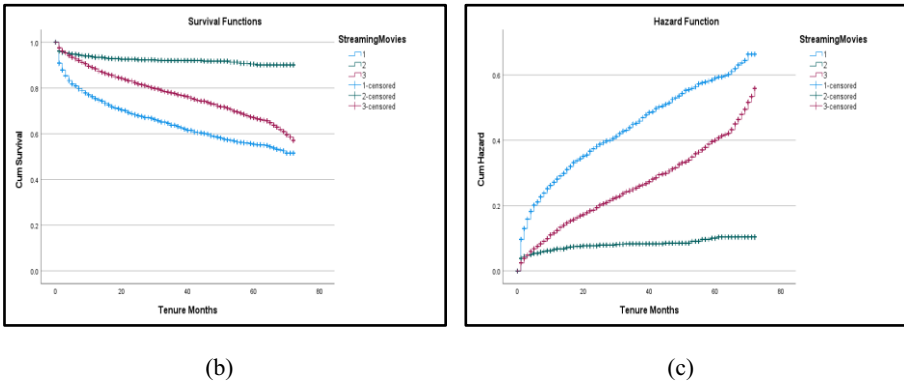 Survival Functions
StreamingMovies
1
2
3
1-censored
2-censored
3-censored
1.0
0.8
0.6
0.4
0.2
0.0
Cum Survival
0 20 40 60 80
Tenure Months
Hazard Function
StreamingMovies
1
2
3
1-censored
2-censored
3-censored
0.6
0.4
0.2
0.0
Cum Hazard
0 20 40 60 80
Tenure Months
(b) (c)